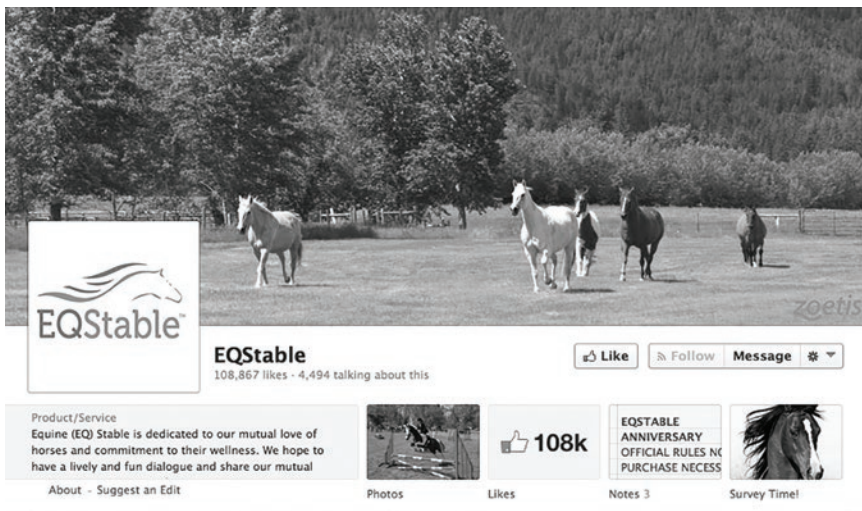 zoetis
EQStable™
EQStable
108,867 likes · 4,494 talking about this
Like
Follow
Message
Product/Service
Equine (EQ) Stable is dedicated to our mutual love of
horses and commitment to their wellness. We hope to
have a lively and fun dialogue and share our mutual
About - Suggest an Edit
Photos
108k
Likes
EQSTABLE
ANNIVERSARY
OFFICIAL RULES NO
PURCHASE NECESS
Notes 3
Survey Time!